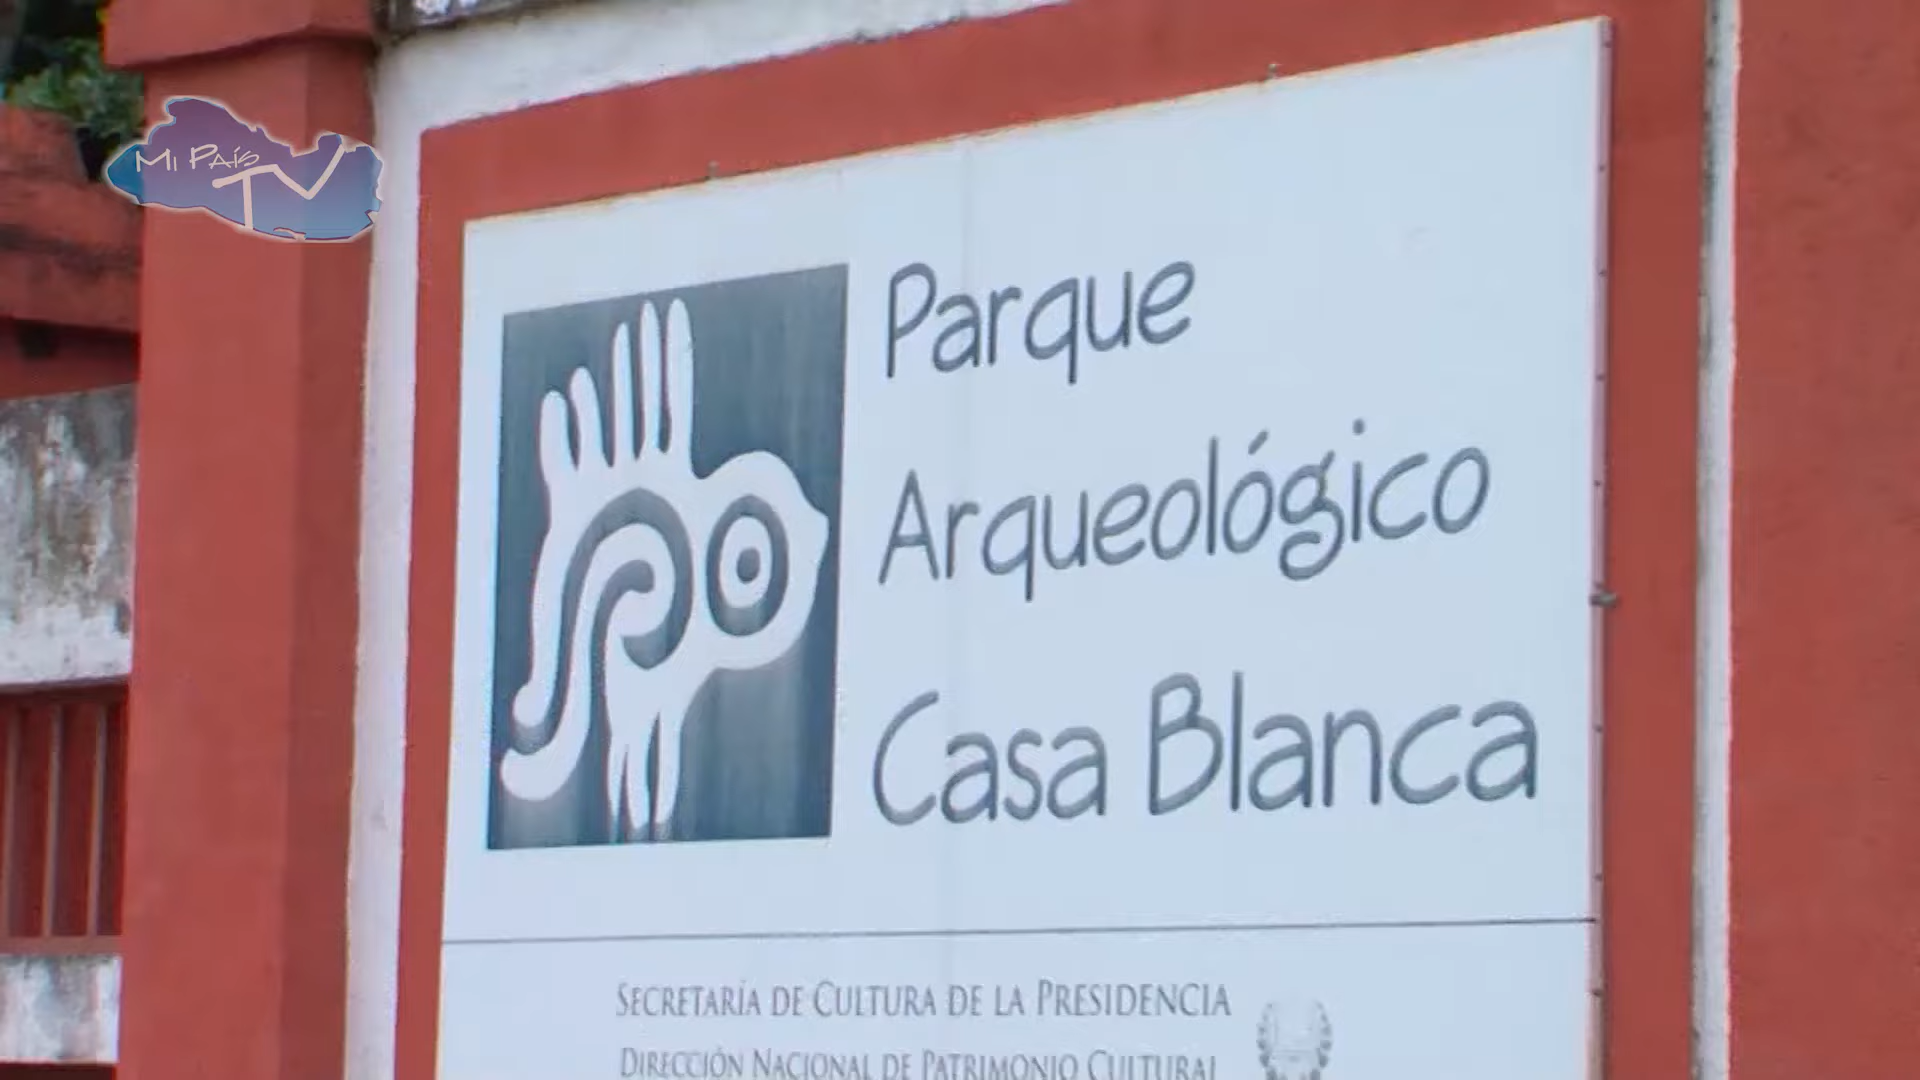 Mi País
TV
Parque
Arqueológico
Casa Blanca
SECRETARÍA DE CULTURA DE LA PRESIDENCIA
DIRECCIÓN NACIONAL DE PATRIMONIO CULTURAL